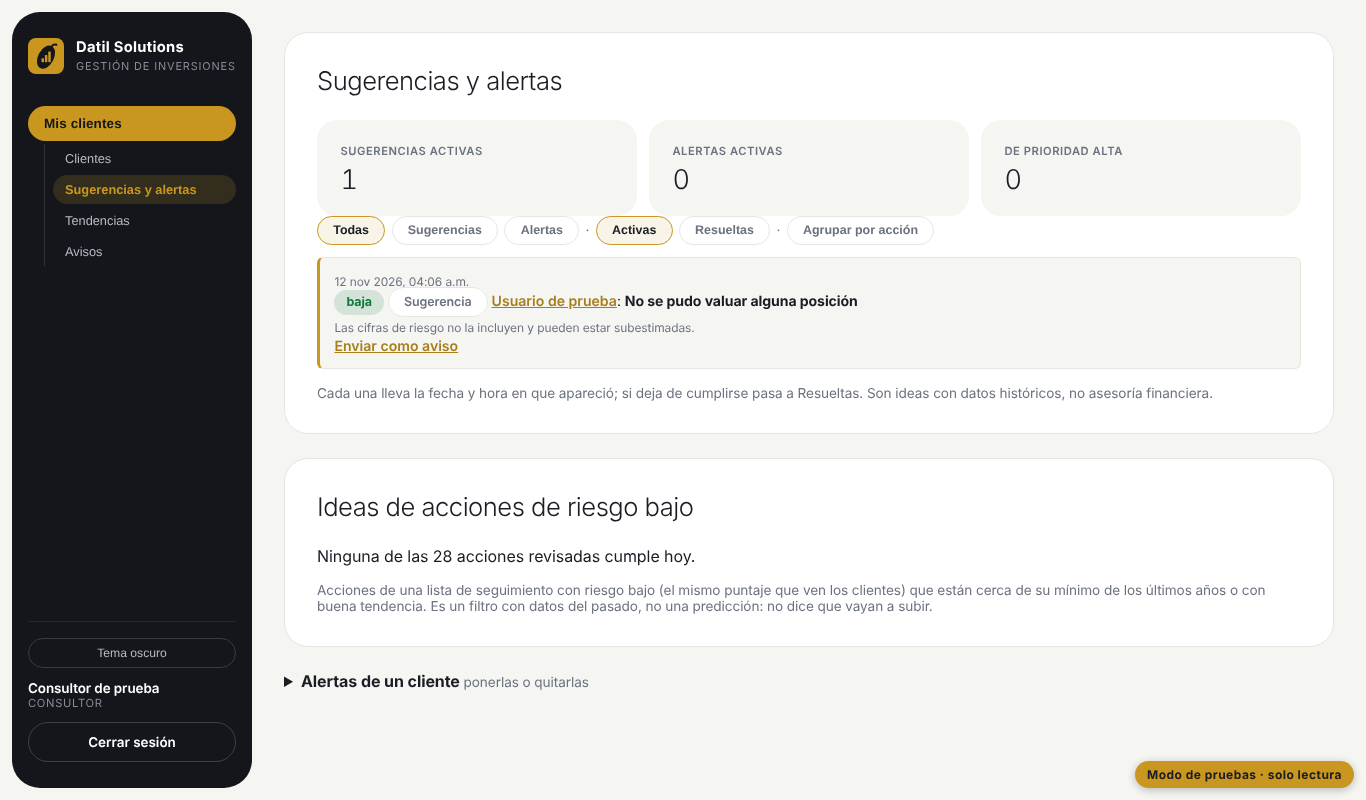 Datil Solutions
GESTIÓN DE INVERSIONES
Mis clientes
Clientes
Sugerencias y alertas
Tendencias
Avisos
Tema oscuro
Consultor de prueba
CONSULTOR
Cerrar sesión
Sugerencias y alertas
SUGERENCIAS ACTIVAS
1
ALERTAS ACTIVAS
0
DE PRIORIDAD ALTA
0
Todas Sugerencias Alertas · Activas Resueltas · Agrupar por acción
12 nov 2026, 04:06 a.m.
baja Sugerencia Usuario de prueba: No se pudo valuar alguna posición
Las cifras de riesgo no la incluyen y pueden estar subestimadas.
Enviar como aviso
Cada una lleva la fecha y hora en que apareció; si deja de cumplirse pasa a Resueltas. Son ideas con datos históricos, no asesoría financiera.
Ideas de acciones de riesgo bajo
Ninguna de las 28 acciones revisadas cumple hoy.
Acciones de una lista de seguimiento con riesgo bajo (el mismo puntaje que ven los clientes) que están cerca de su mínimo de los últimos años o con
buena tendencia. Es un filtro con datos del pasado, no una predicción: no dice que vayan a subir.
Alertas de un cliente ponerlas o quitarlas
Modo de pruebas · solo lectura